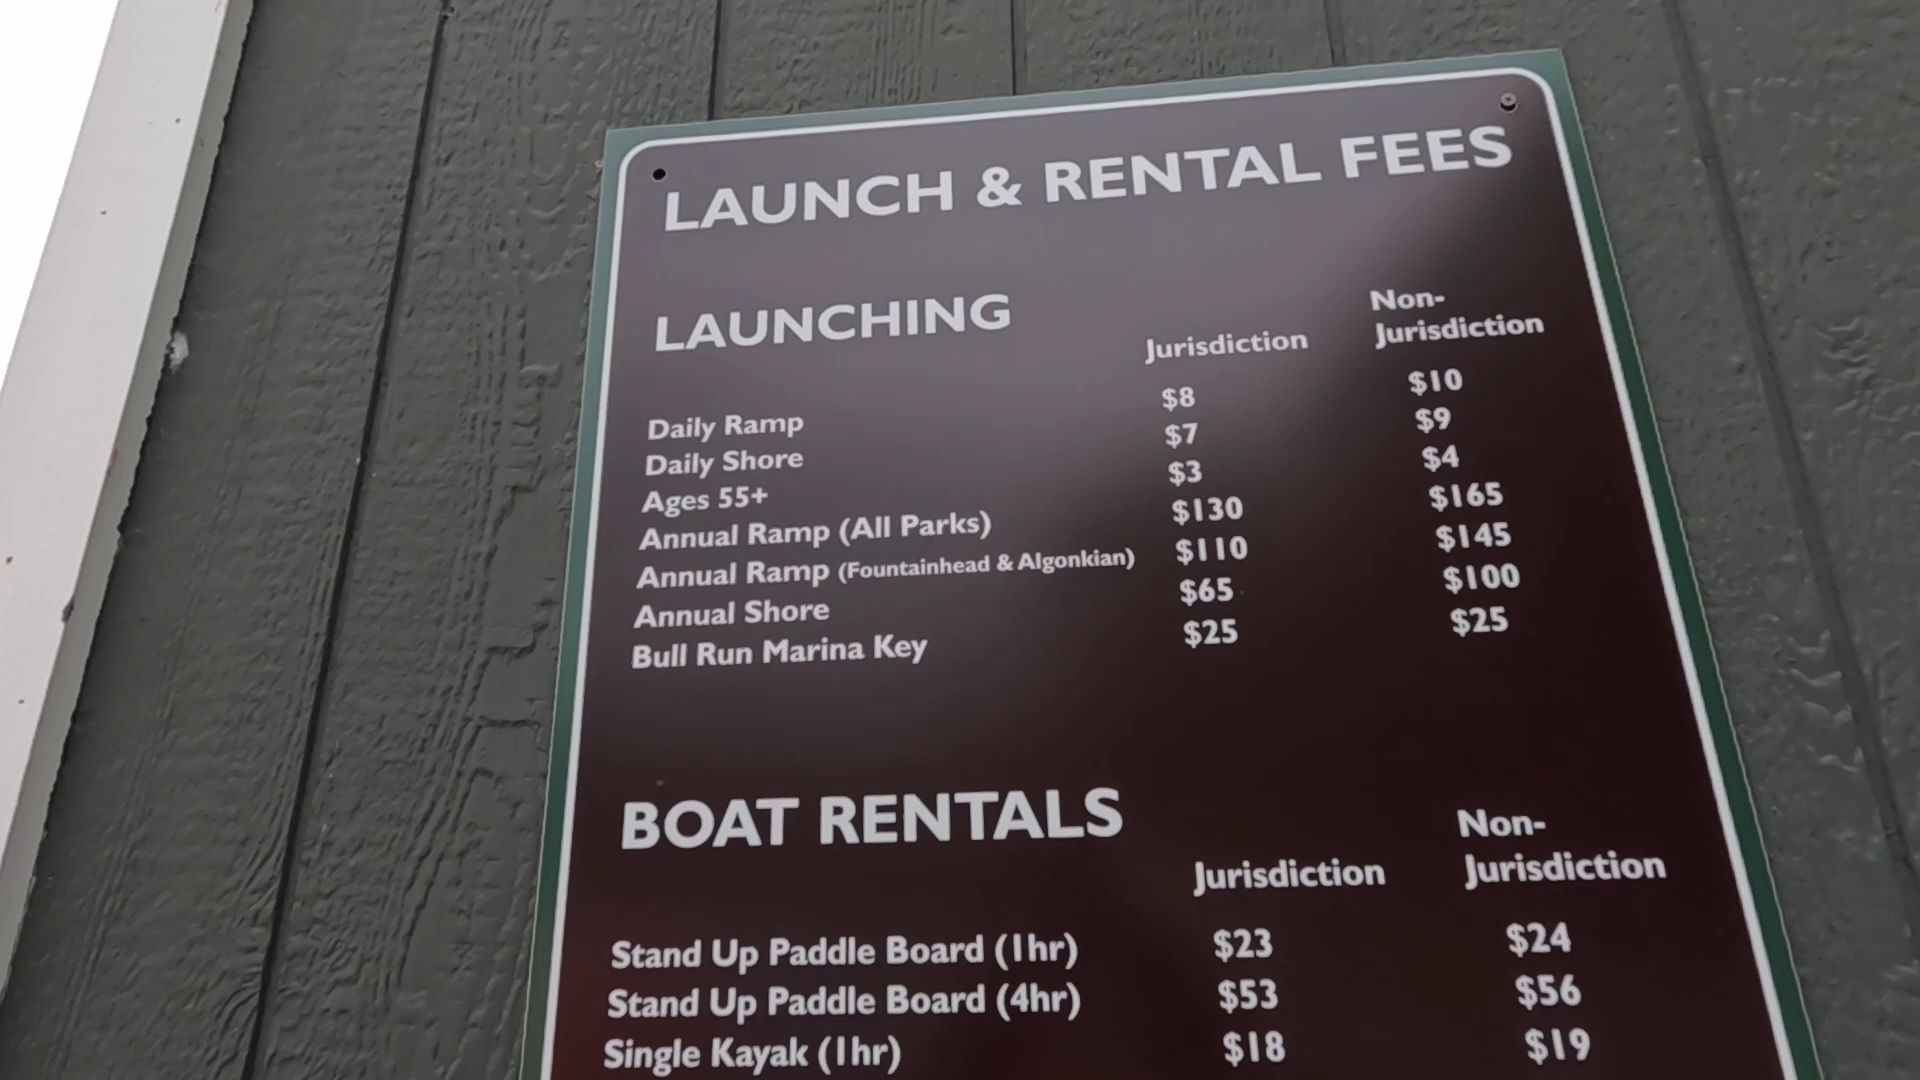 LAUNCH & RENTAL FEES
LAUNCHING
Jurisdiction Non-
Jurisdiction
Daily Ramp $8 $10
Daily Shore $7 $9
Ages 55+ $3 $4
Annual Ramp (All Parks) $130 $165
Annual Ramp (Fountainhead & Algonkian) $110 $145
Annual Shore $65 $100
Bull Run Marina Key $25 $25
BOAT RENTALS
Jurisdiction Non-
Jurisdiction
Stand Up Paddle Board (1hr) $23 $24
Stand Up Paddle Board (4hr) $53 $56
Single Kayak (1hr) $18 $19